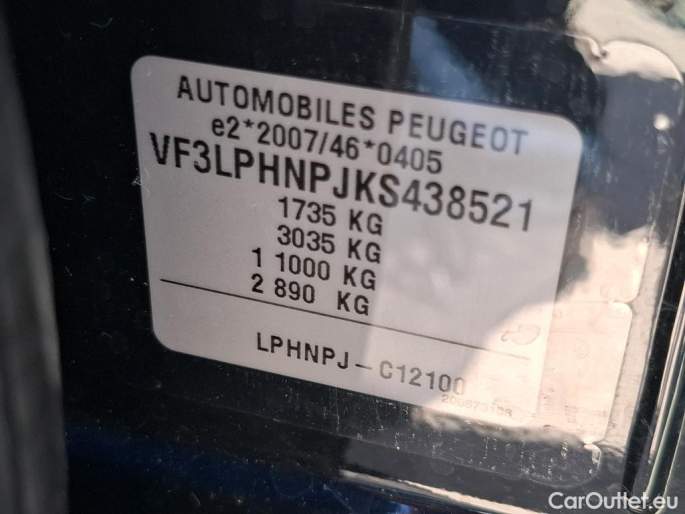 AUTOMOBILES PEUGEOT
e2*2007/46*0405
VF3LPHNPJKS438521
1735 KG
3035 KG
1 1000 KG
2 890 KG
LPHNPJ – C12100
CarOutlet.eu